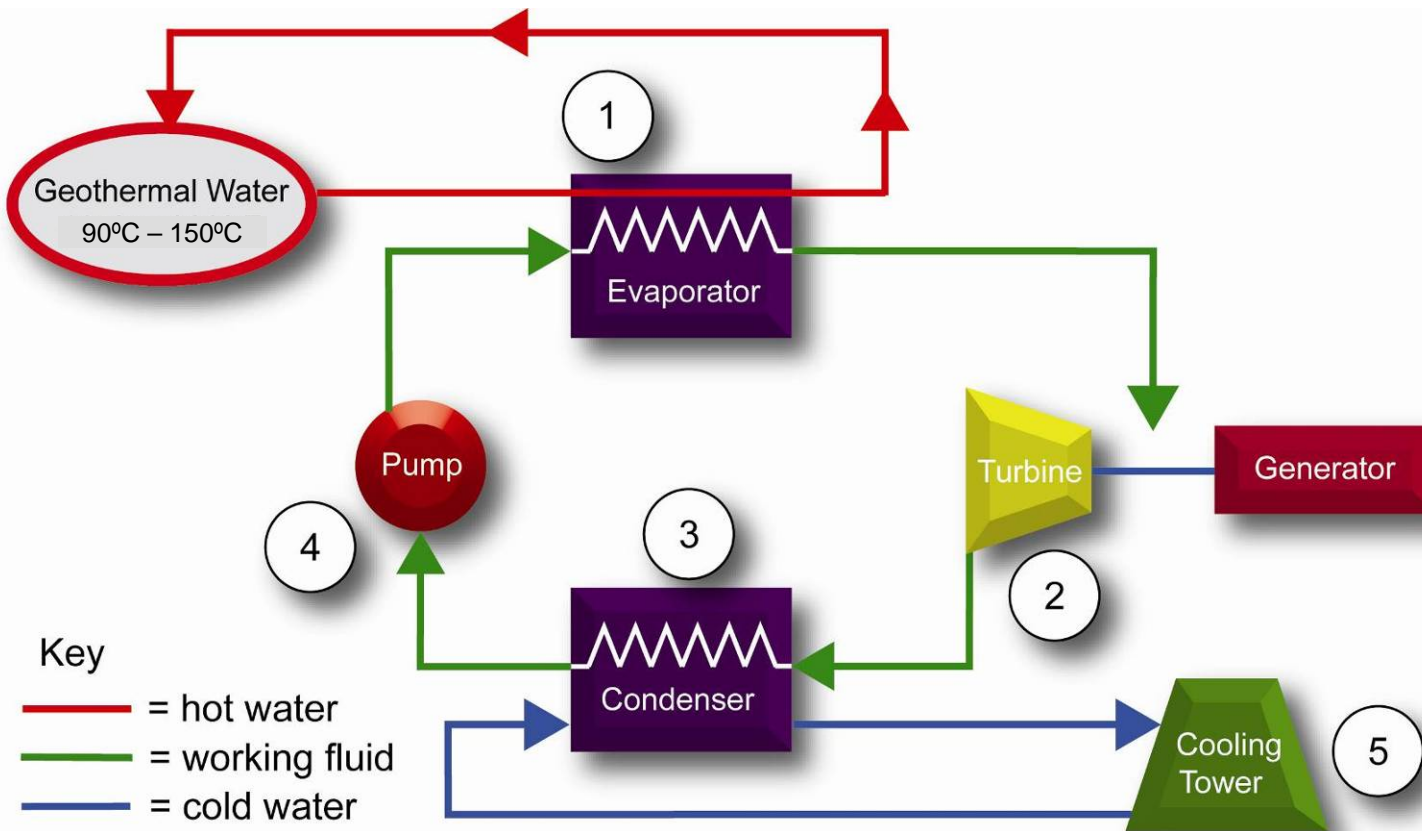 1
Geothermal Water
90ºC – 150ºC
Evaporator
Pump
Turbine
Generator
4
3
2
Condenser
Key
= hot water
= working fluid
= cold water
Cooling
Tower
5